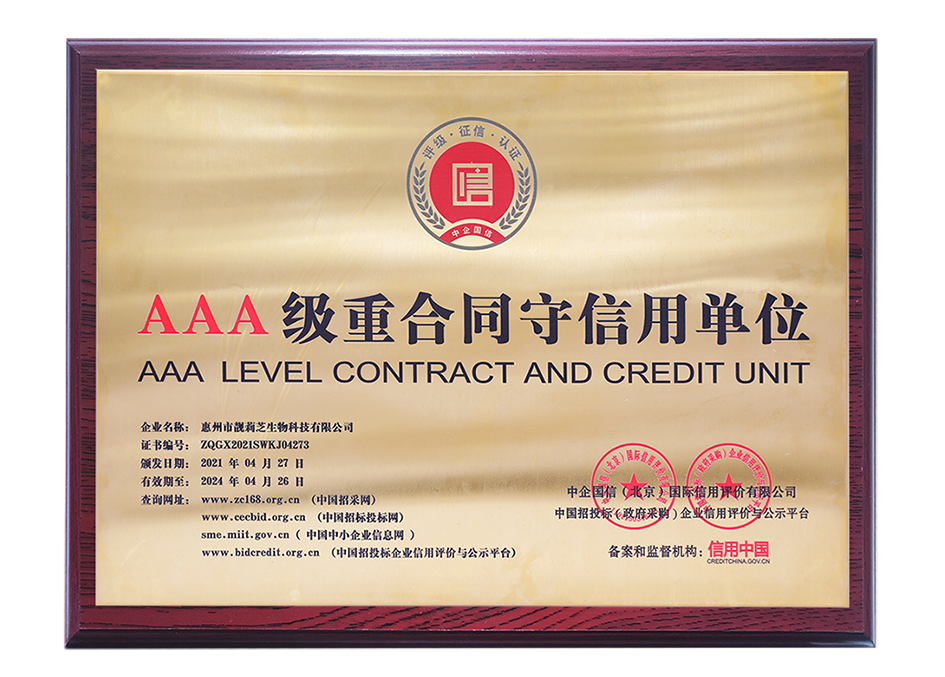 评级·征信·认证
信
中企国信
AAA级重合同守信用单位
AAA LEVEL CONTRACT AND CREDIT UNIT
企业名称： 惠州市靓莉芝生物科技有限公司
证书编号： ZQGX2021SWKJ04273
颁发日期： 2021 年 04 月 27 日
有效期至： 2024 年 04 月 26 日
查询网址： www.zc168.org.cn （中国招采网）
www.cecbid.org.cn （中国招标投标网）
sme.miit.gov.cn（ 中国中小企业信息网 ）
www.bidcredit.org.cn （中国招投标企业信用评价与公示平台）
中企国信（北京）国际信用评价有限公司
中国招投标（政府采购）企业信用评价与公示平台
备案和监督机构： 信用中国
CREDITCHINA.GOV.CN